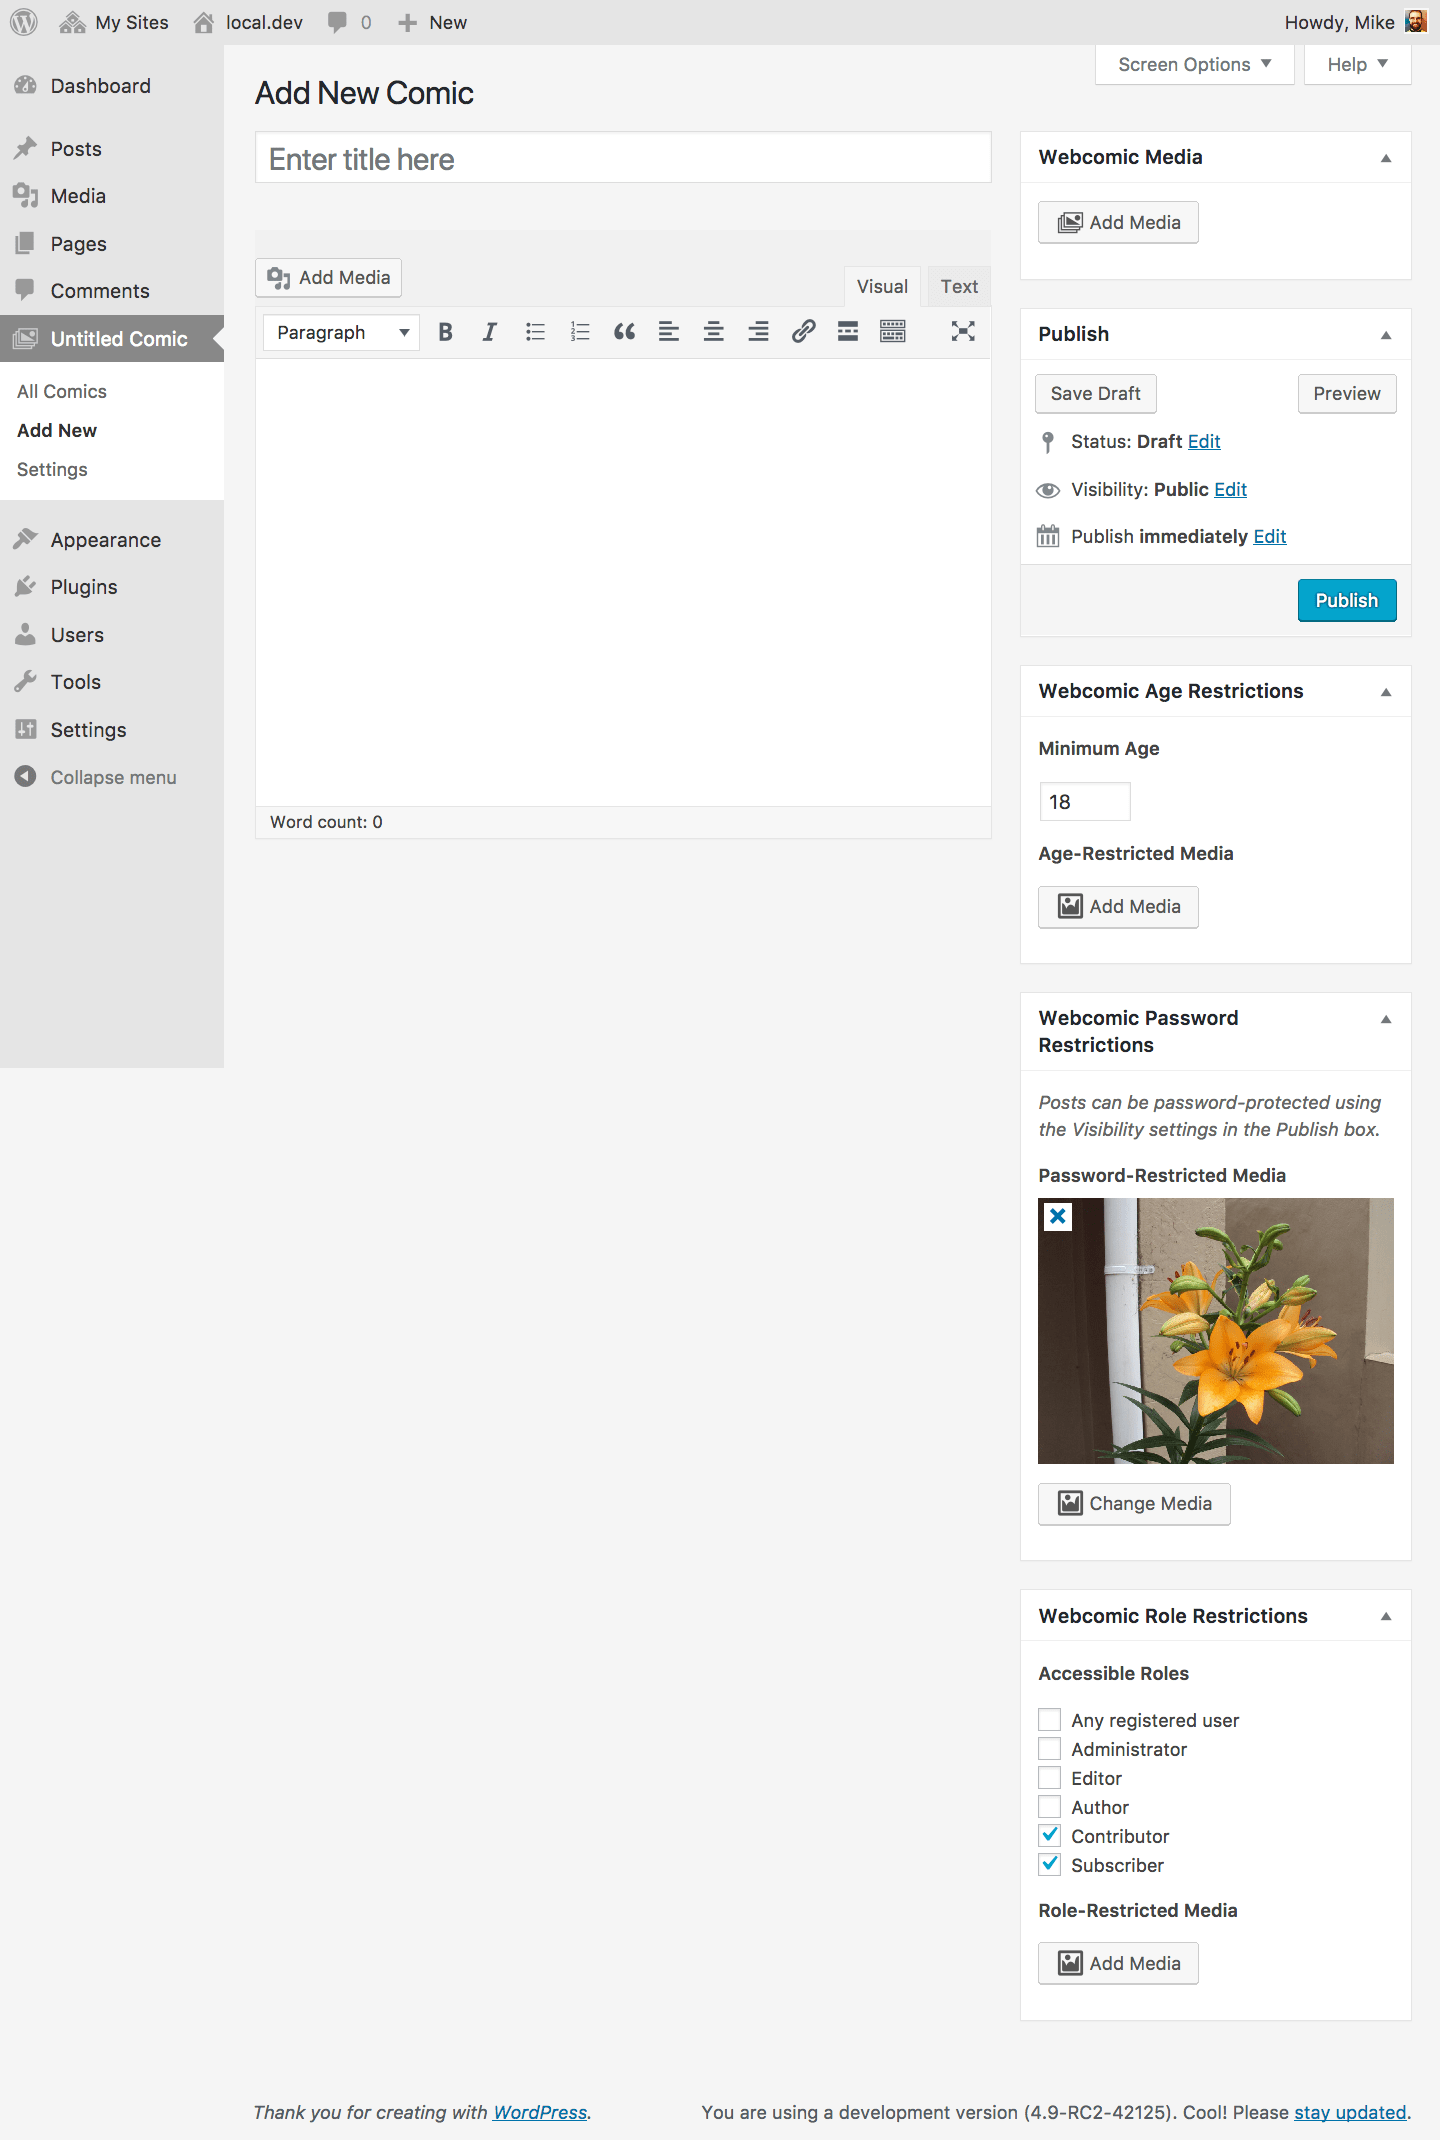 My Sites
local.dev
0
New
Howdy, Mike
Screen Options
Help
Dashboard
Posts
Media
Pages
Comments
Untitled Comic
All Comics
Add New
Settings
Appearance
Plugins
Users
Tools
Settings
Collapse menu
Add New Comic
Enter title here
Add Media
Visual
Text
Paragraph
Word count: 0
Webcomic Media
Add Media
Publish
Save Draft
Preview
Status: Draft Edit
Visibility: Public Edit
Publish immediately Edit
Publish
Webcomic Age Restrictions
Minimum Age
18
Age-Restricted Media
Add Media
Webcomic Password
Restrictions
Posts can be password-protected using
the Visibility settings in the Publish box.
Password-Restricted Media
Change Media
Webcomic Role Restrictions
Accessible Roles
Any registered user
Administrator
Editor
Author
Contributor
Subscriber
Role-Restricted Media
Add Media
Thank you for creating with WordPress.
You are using a development version (4.9-RC2-42125). Cool! Please stay updated.